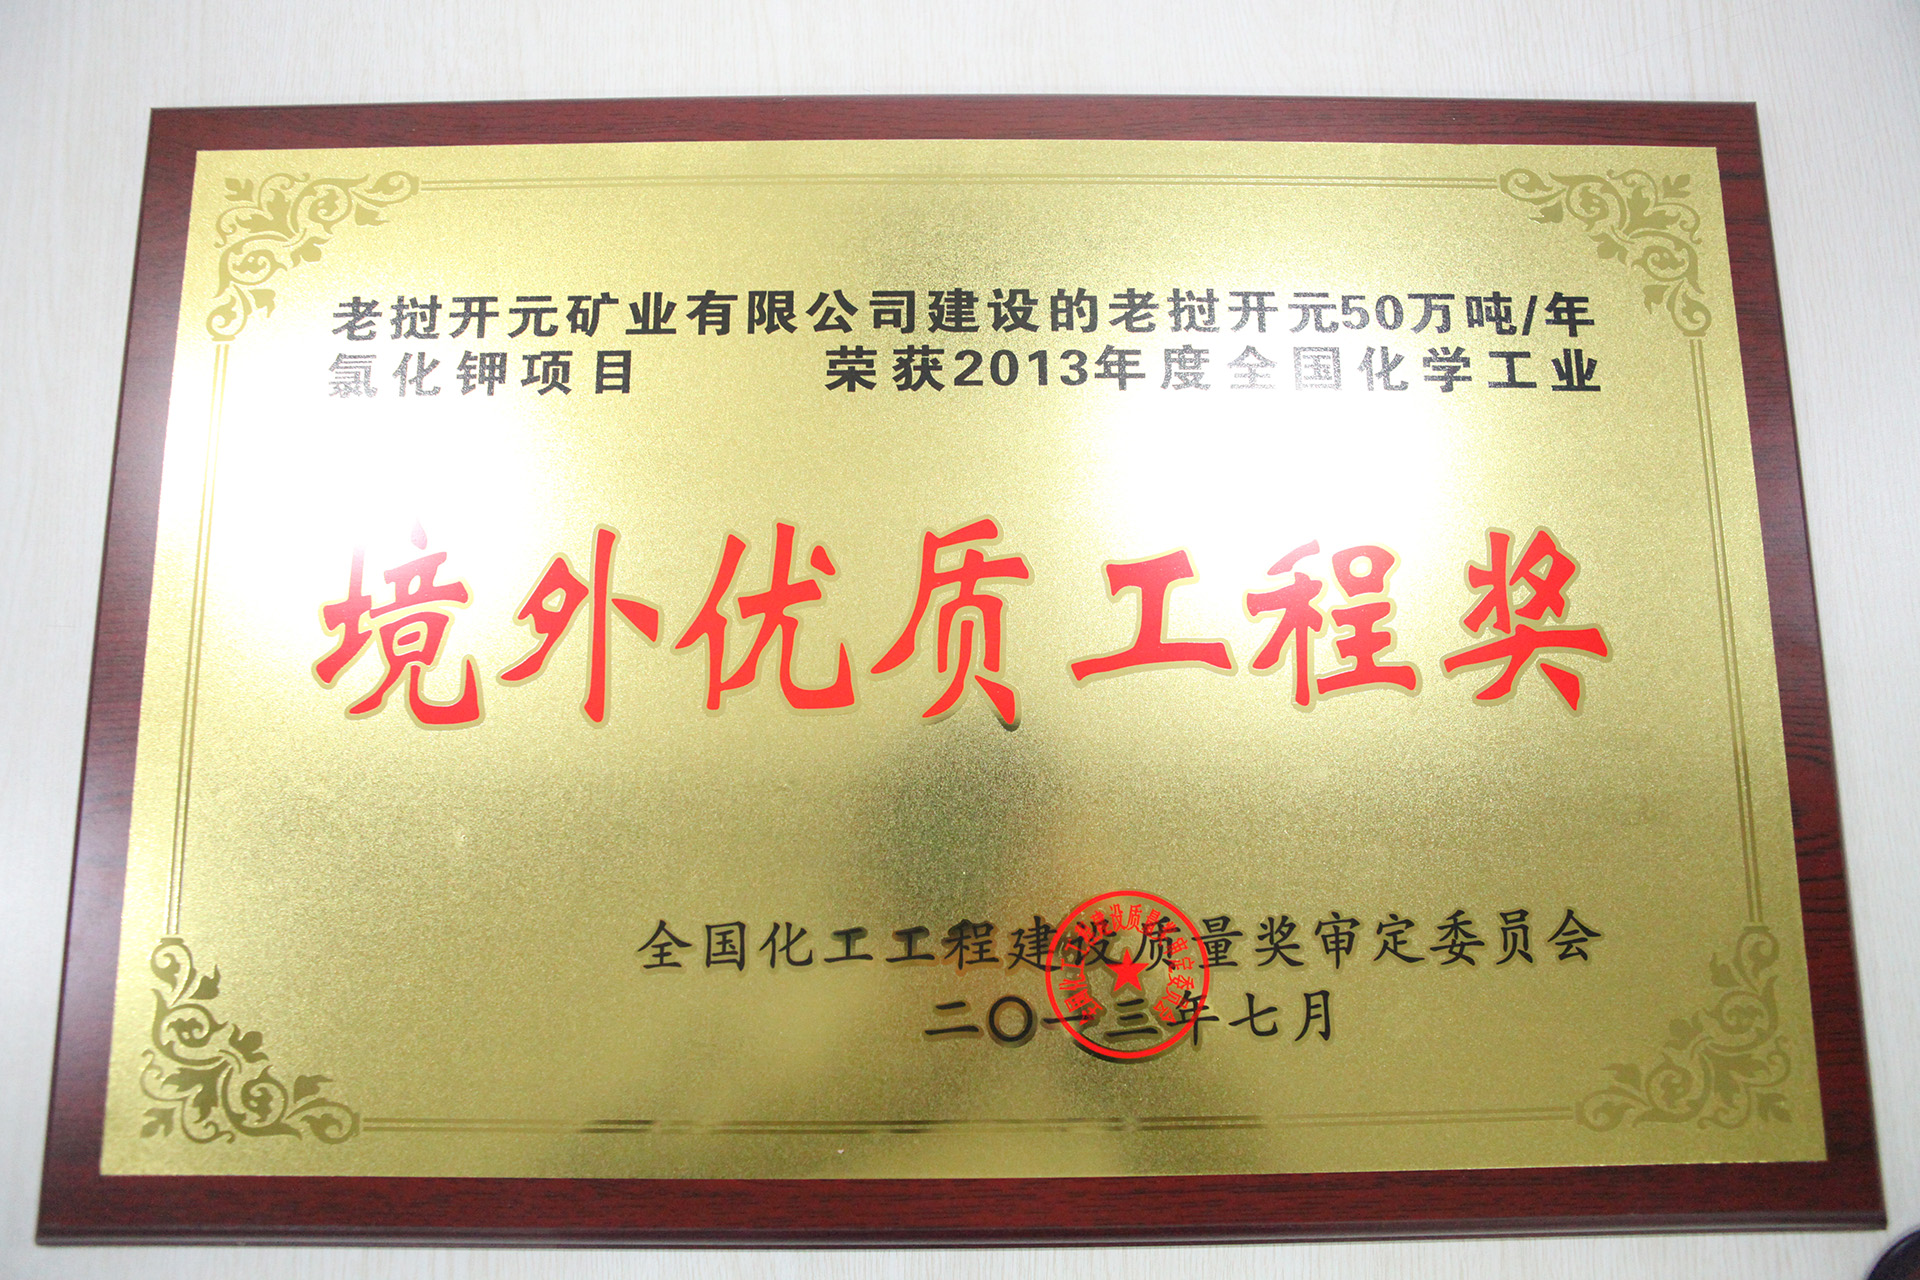 老挝开元矿业有限公司建设的老挝开元50万吨/年
氯化钾项目 荣获2013年度全国化学工业
境外优质工程奖
全国化工工程建设质量奖审定委员会
二〇一三年七月